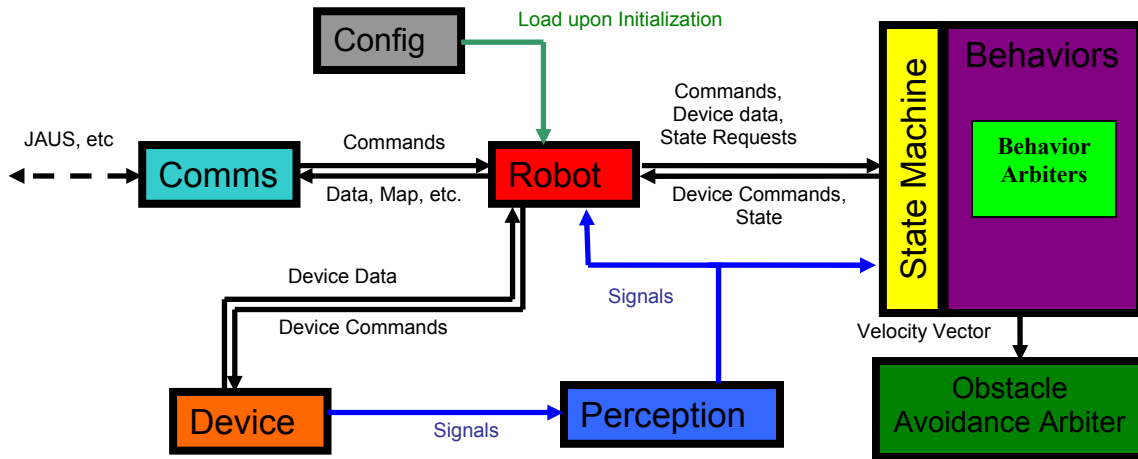 Load upon Initialization
Config
Behaviors
State Machine
Commands,
Device data,
State Requests
JAUS, etc
Commands
Comms
Robot
Behavior
Arbiters
Data, Map, etc.
Device Commands,
State
Device Data
Signals
Device Commands
Velocity Vector
Obstacle
Avoidance Arbiter
Device
Signals
Perception